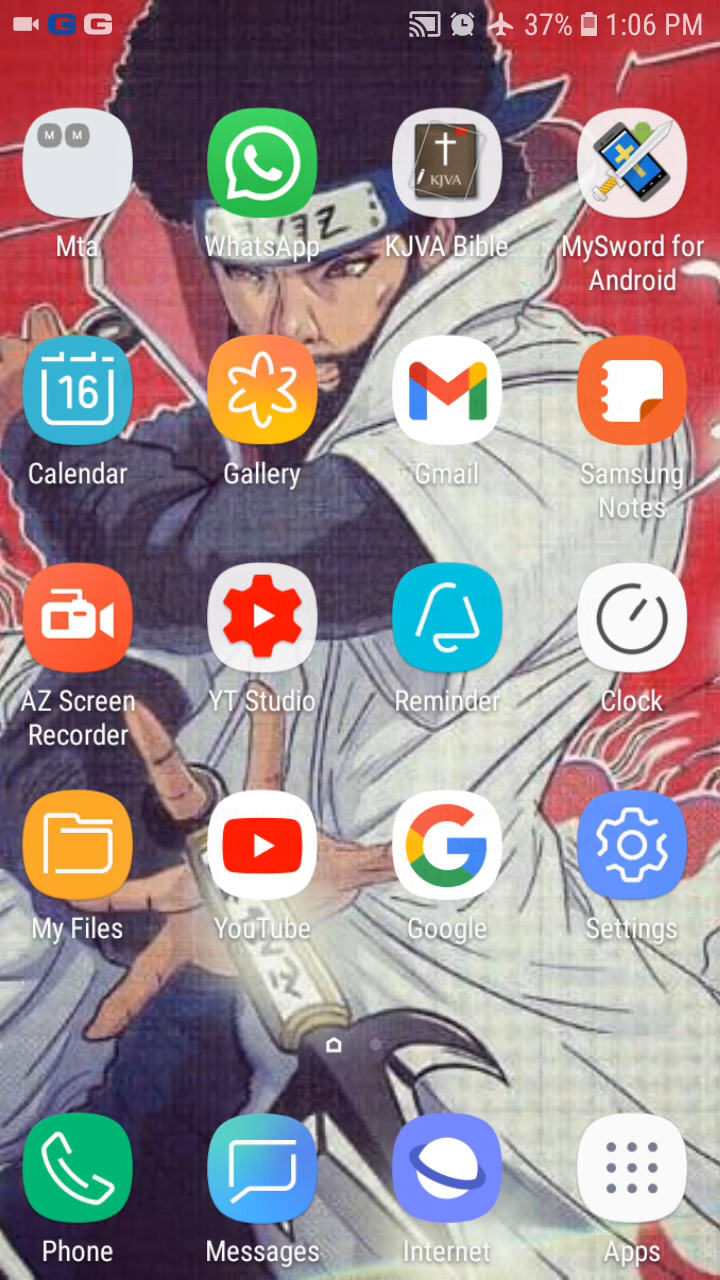 G G 37% 1:06 PM
M M
KJVA
Mta WhatsApp KJVA Bible MySword for
Android
16
Calendar Gallery Gmail Samsung
Notes
AZ Screen YT Studio Reminder Clock
Recorder
My Files YouTube Google Settings
Phone Messages Internet Apps